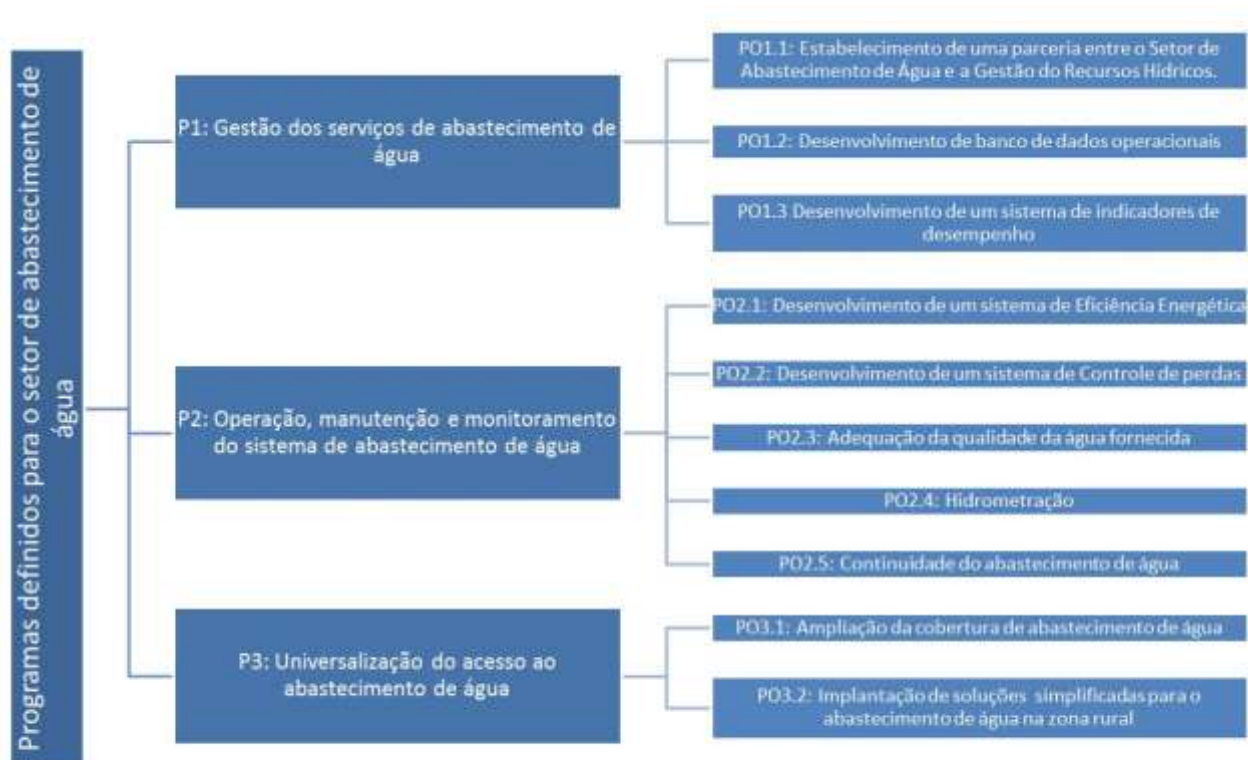 Programas definidos para o setor de abastecimento de
água
P1: Gestão dos serviços de abastecimento de
água
PO1.1: Estabelecimento de uma parceria entre o Setor de
Abastecimento de Água e a Gestão do Recursos Hídricos.
PO1.2: Desenvolvimento de banco de dados operacionais
PO1.3 Desenvolvimento de um sistema de indicadores de
desempenho
P2: Operação, manutenção e monitoramento
do sistema de abastecimento de água
PO2.1: Desenvolvimento de um sistema de Eficiência Energética
PO2.2: Desenvolvimento de um sistema de Controle de perdas
PO2.3: Adequação da qualidade da água fornecida
PO2.4: Hidrometração
PO2.5: Continuidade do abastecimento de água
P3: Universalização do acesso ao
abastecimento de água
PO3.1: Ampliação da cobertura de abastecimento de água
PO3.2: Implantação de soluções simplificadas para o
abastecimento de água na zona rural